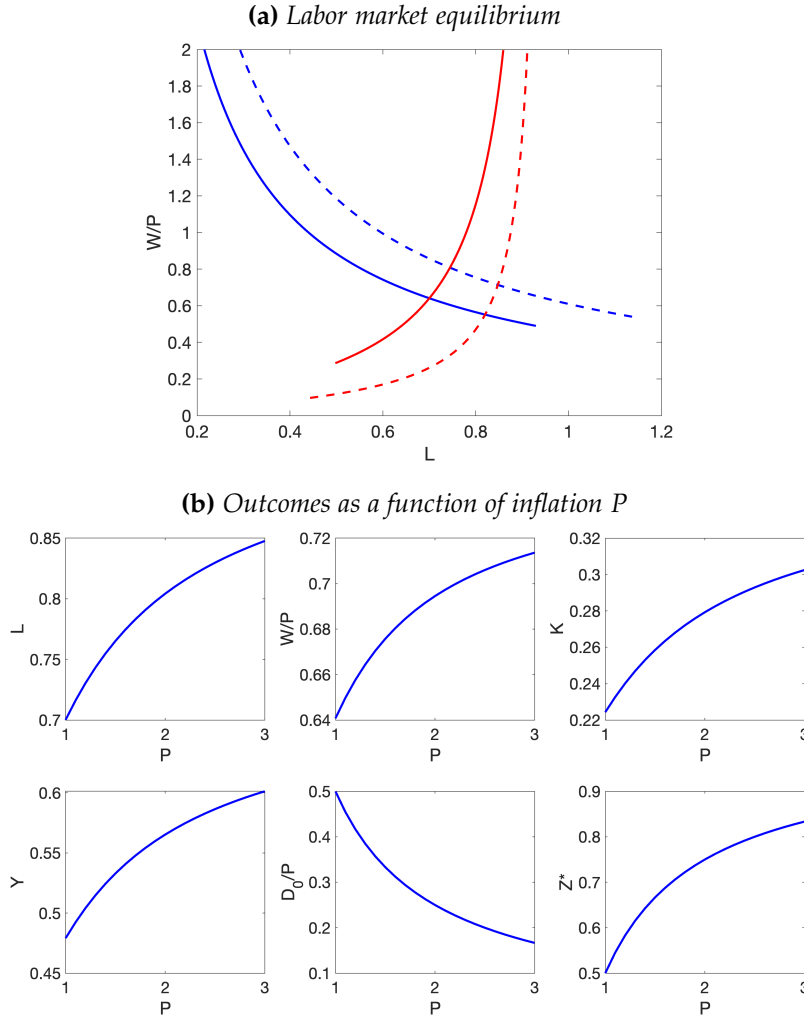 (a) Labor market equilibrium
2
1.8
1.6
1.4
1.2
1
0.8
0.6
0.4
0.2
0
W/P
0.2 0.4 0.6 0.8 1 1.2
L
(b) Outcomes as a function of inflation P
0.85
0.8
0.75
0.7
L
1 2 3
P
0.72
0.7
0.68
0.66
0.64
W/P
1 2 3
P
0.32
0.3
0.28
0.26
0.24
0.22
K
1 2 3
P
0.6
0.55
0.5
0.45
Y
1 2 3
P
0.5
0.4
0.3
0.2
0.1
D₀/P
1 2 3
P
0.9
0.8
0.7
0.6
0.5
Z*
1 2 3
P